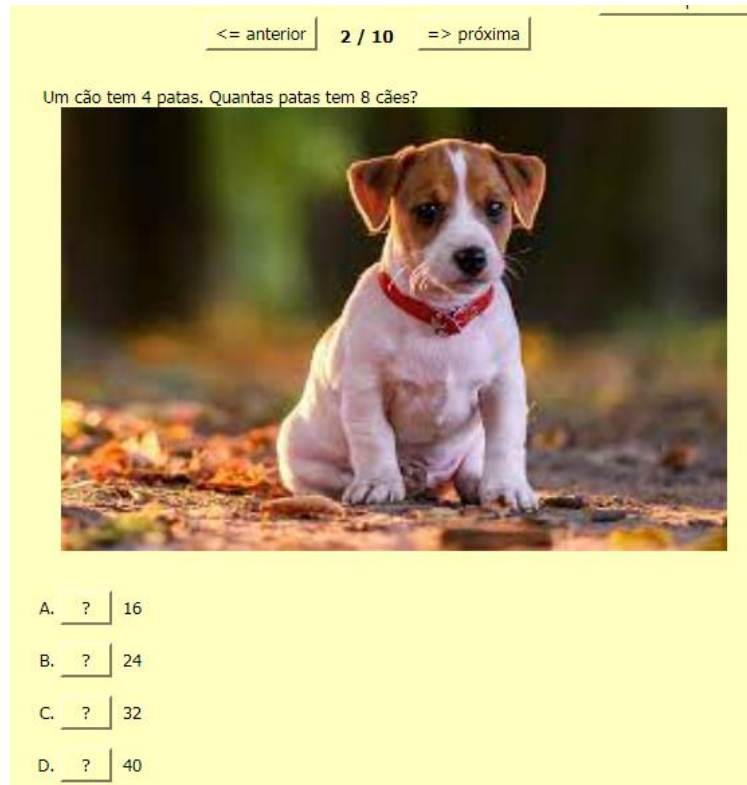 <= anterior 2 / 10 => próxima
Um cão tem 4 patas. Quantas patas tem 8 cães?
A. ? 16
B. ? 24
C. ? 32
D. ? 40